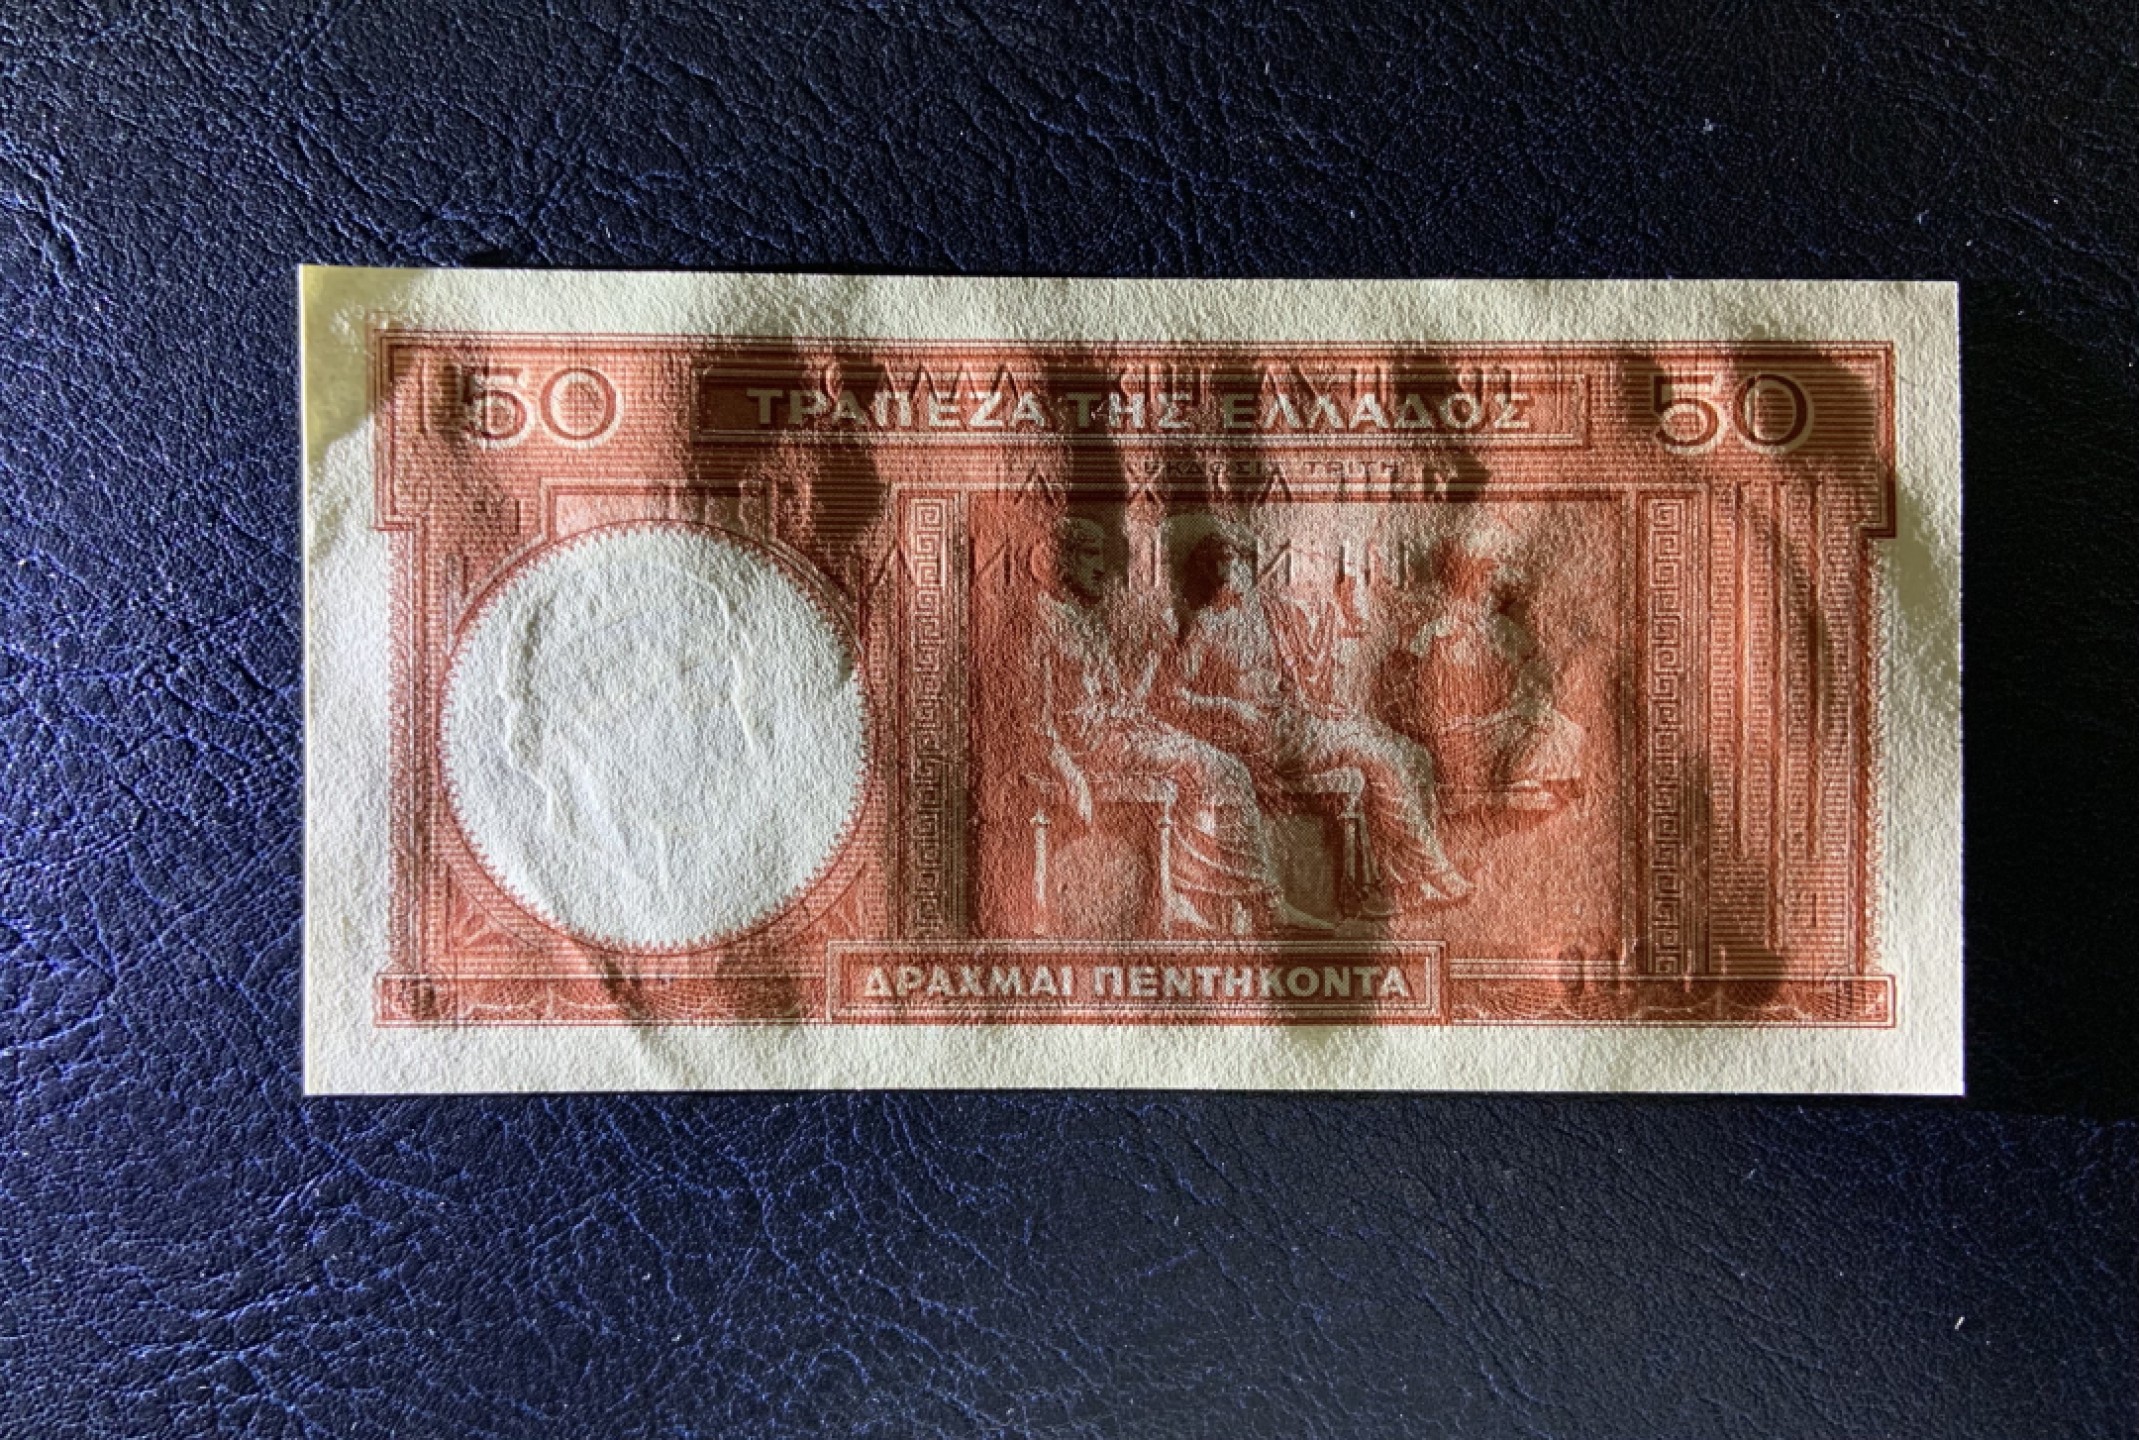 50 ΤΡΑΠΕΖΑ ΤΗΣ ΕΛΛΑΔΟΣ 50
ΕΚΔΟΣΙΣ ΤΡΙΤΗ
ΔΡΑΧΜΑΙ ΠΕΝΤΗΚΟΝΤΑ